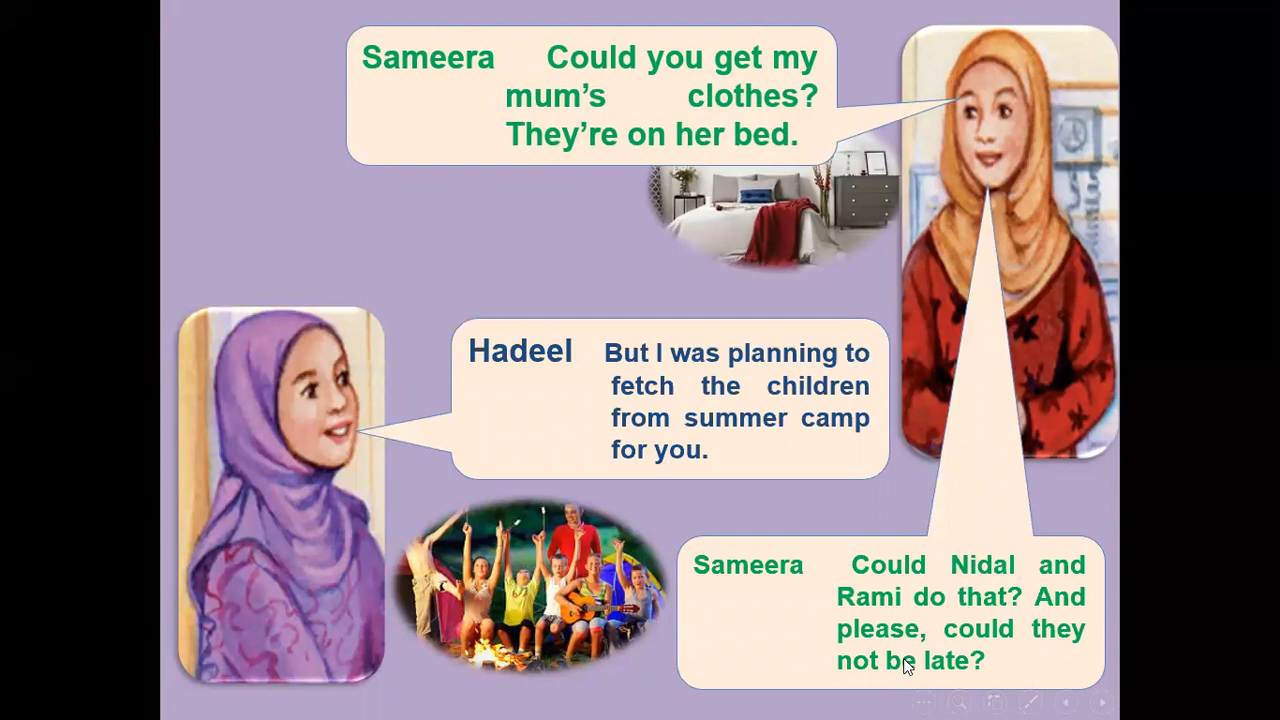 Sameera Could you get my
mum's clothes?
They're on her bed.
Hadeel But I was planning to
fetch the children
from summer camp
for you.
Sameera Could Nidal and
Rami do that? And
please, could they
not be late?